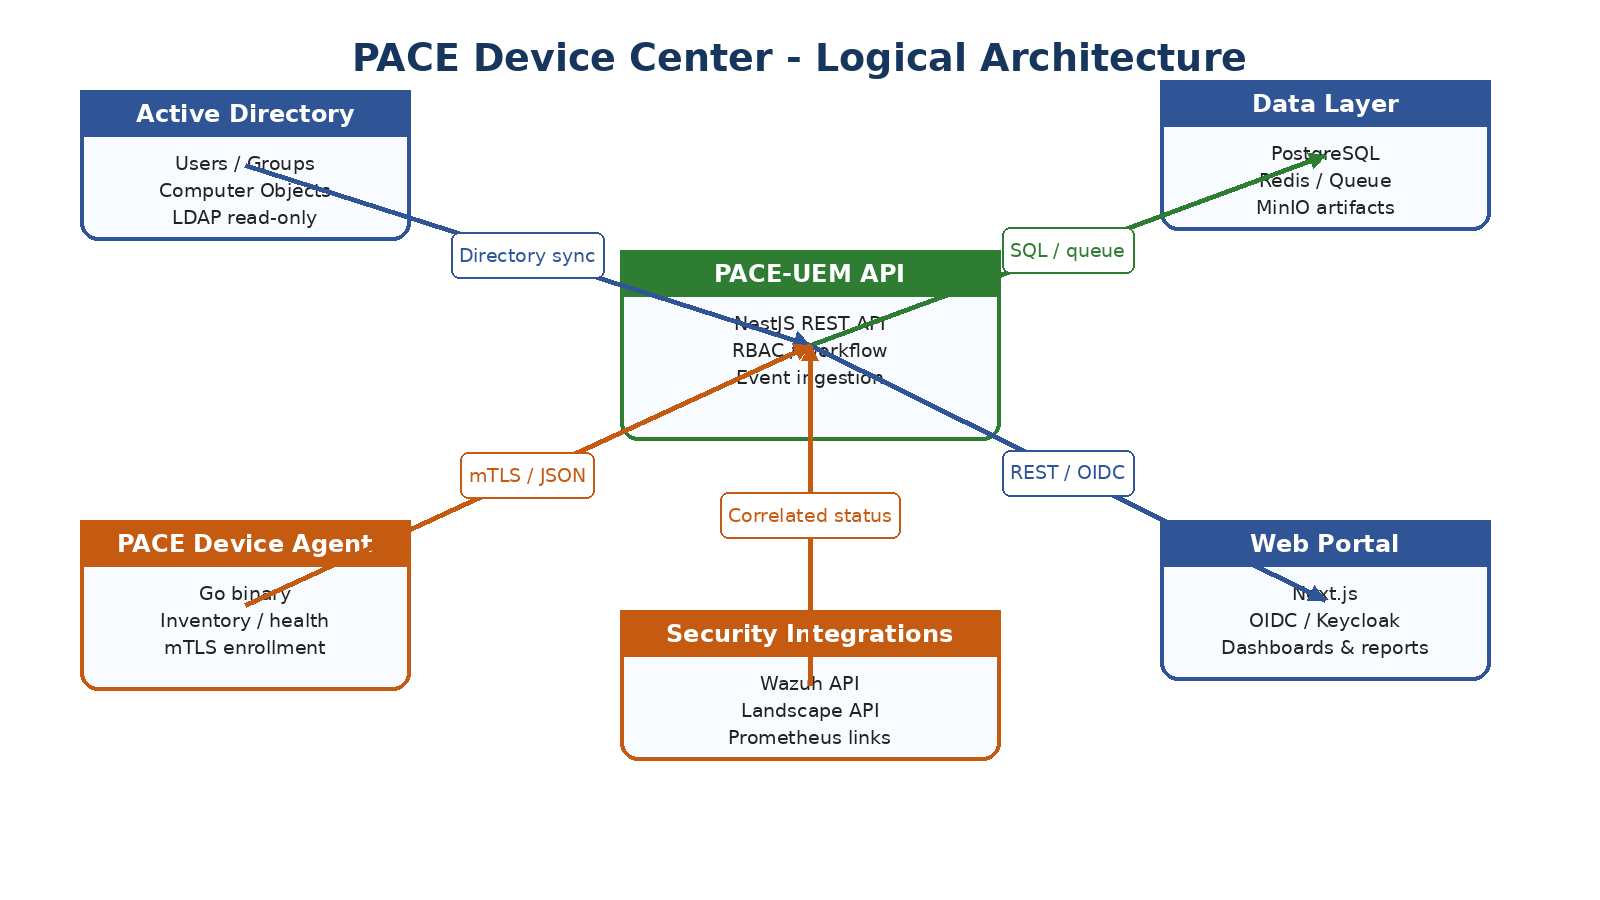 PACE Device Center - Logical Architecture
Active Directory
Users / Groups
Computer Objects
LDAP read-only
Data Layer
PostgreSQL
Redis / Queue
MinIO artifacts
Directory sync
SQL / queue
PACE-UEM API
NestJS REST API
RBAC / Workflow
Event ingestion
mTLS / JSON
REST / OIDC
Correlated status
PACE Device Agent
Go binary
Inventory / health
mTLS enrollment
Security Integrations
Wazuh API
Landscape API
Prometheus links
Web Portal
Next.js
OIDC / Keycloak
Dashboards & reports